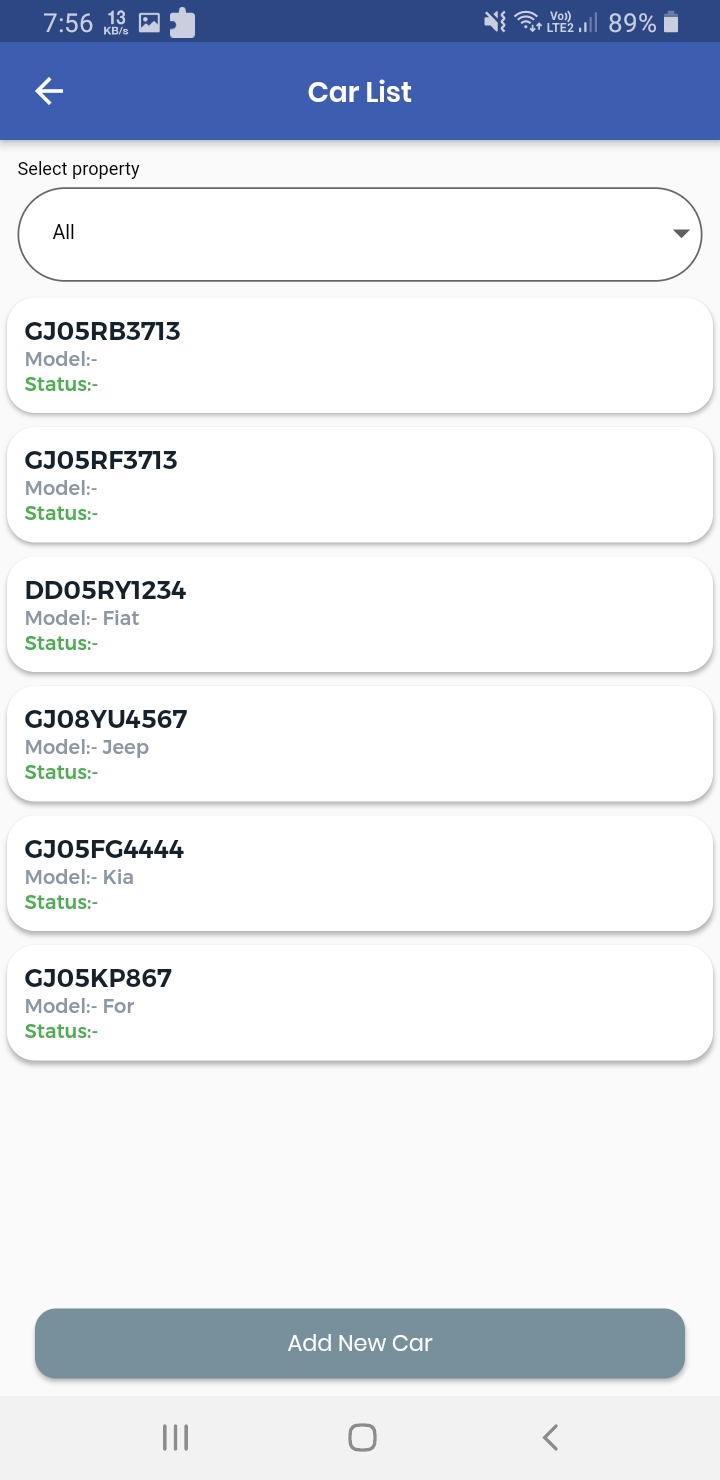 7:56 13 KB/s Vo)) LTE2 89%
Car List
Select property
All
GJ05RB3713
Model:-
Status:-
GJ05RF3713
Model:-
Status:-
DD05RY1234
Model:- Fiat
Status:-
GJ08YU4567
Model:- Jeep
Status:-
GJ05FG4444
Model:- Kia
Status:-
GJ05KP867
Model:- For
Status:-
Add New Car